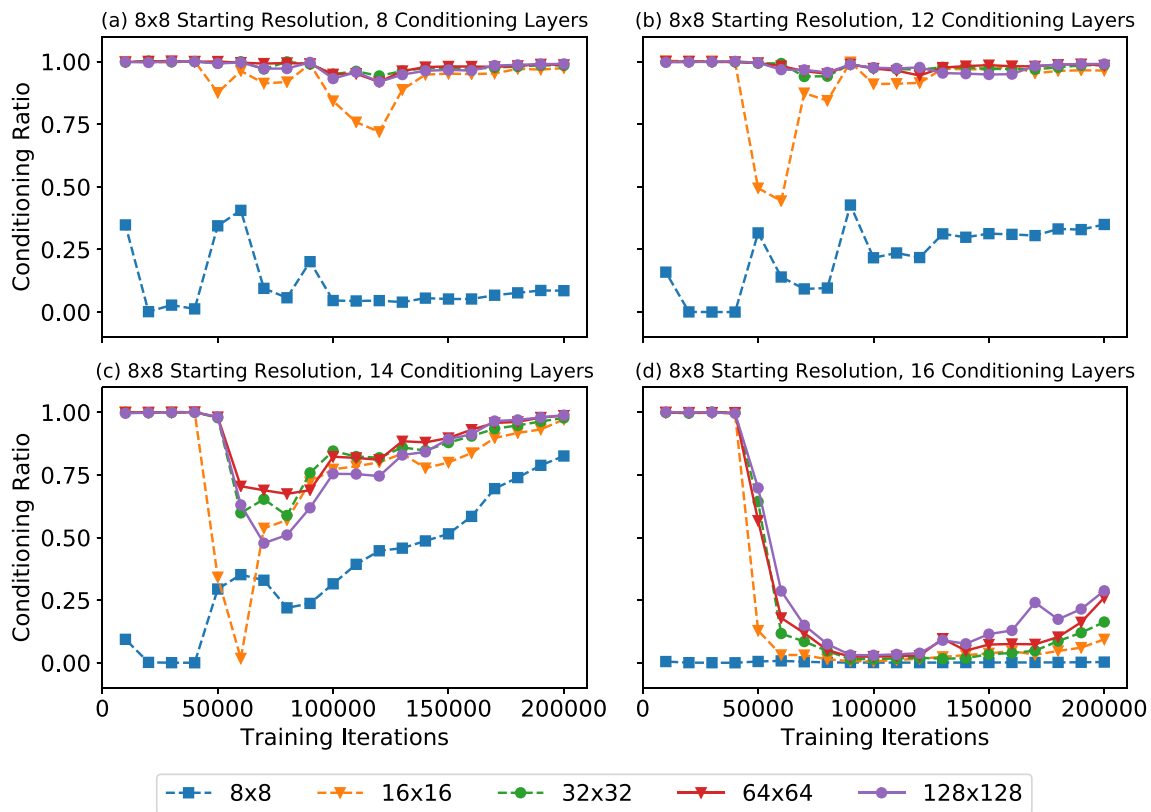 (a) 8x8 Starting Resolution, 8 Conditioning Layers
(b) 8x8 Starting Resolution, 12 Conditioning Layers
1.00
0.75
0.50
0.25
0.00
Conditioning Ratio
(c) 8x8 Starting Resolution, 14 Conditioning Layers
(d) 8x8 Starting Resolution, 16 Conditioning Layers
1.00
0.75
0.50
0.25
0.00
Conditioning Ratio
0 50000 100000 150000 200000
0 50000 100000 150000 200000
Training Iterations
Training Iterations
8x8 16x16 32x32 64x64 128x128